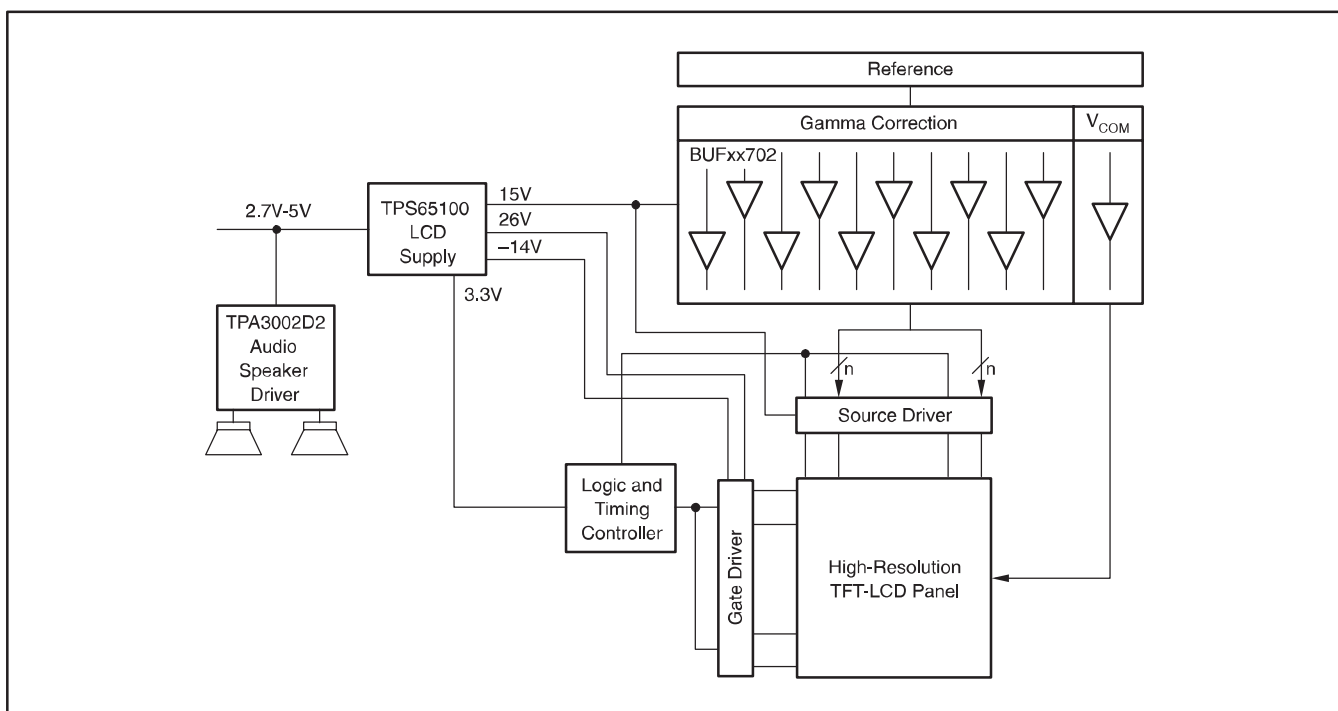 Reference
Gamma Correction
V_COM
BUFxx702
2.7V-5V
TPS65100
LCD
Supply
15V
26V
–14V
3.3V
TPA3002D2
Audio
Speaker
Driver
n
n
Source Driver
Logic and
Timing
Controller
Gate Driver
High-Resolution
TFT-LCD Panel